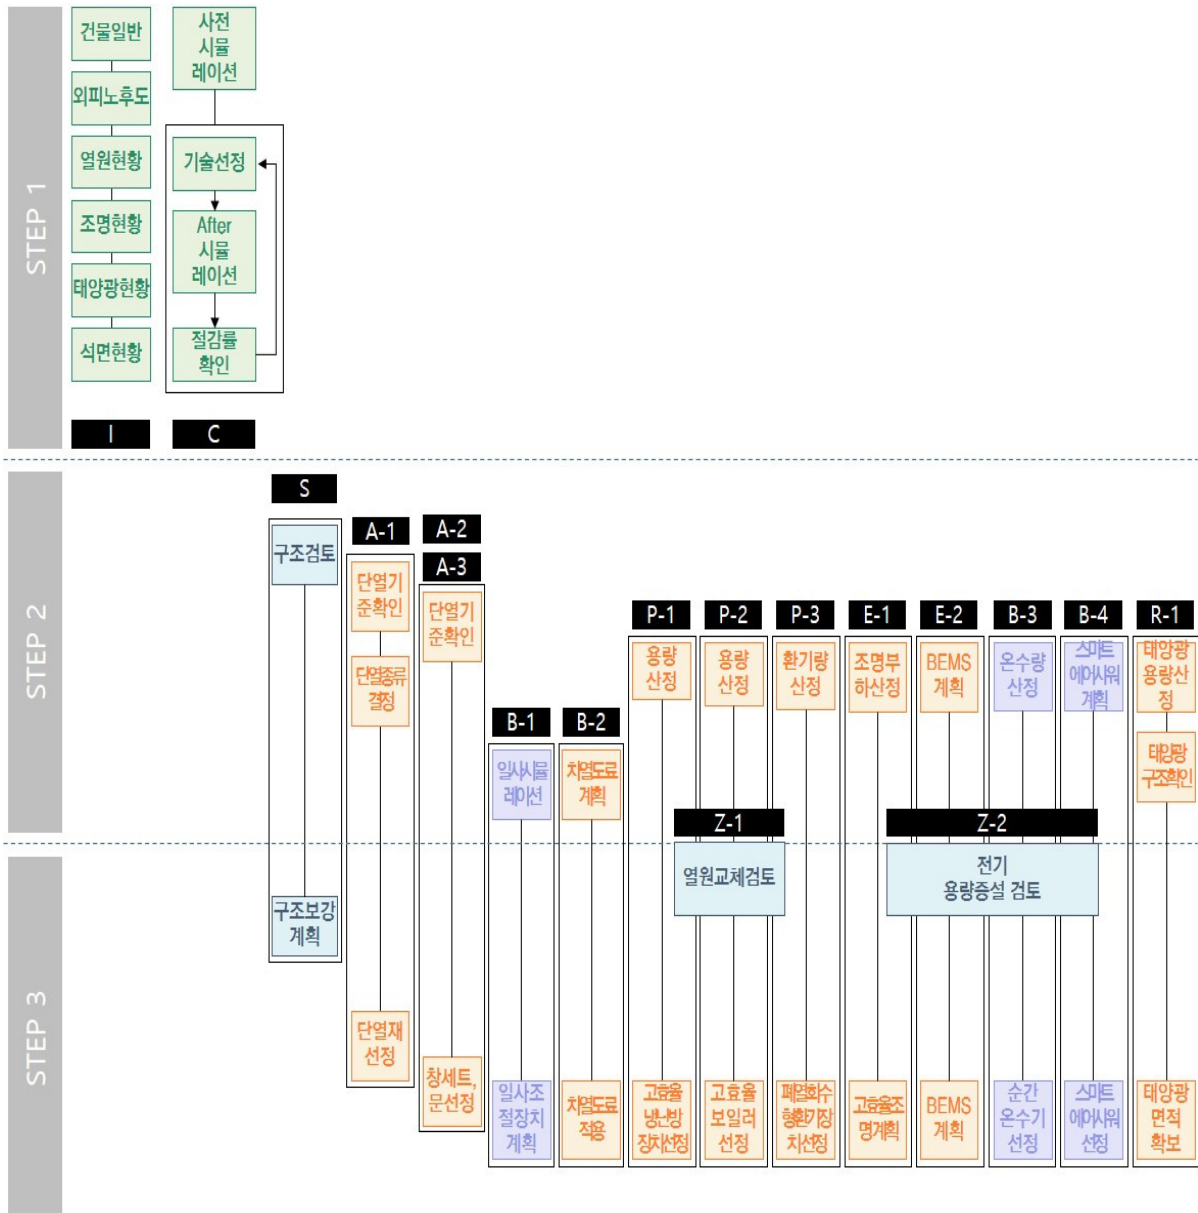 STEP 1
건물일반
외피노후도
열원현황
조명현황
태양광현황
석면현황
I
사전
시뮬
레이션
기술선정
After
시뮬
레이션
절감률
확인
C
STEP 2
S
구조검토
A-1
단열기
준확인
단열종류
결정
A-2
A-3
단열기
준확인
B-1
일사시뮬
레이션
B-2
차열도료
계획
P-1
용량
산정
P-2
용량
산정
P-3
환기량
산정
E-1
조명부
하산정
E-2
BEMS
계획
B-3
온수량
산정
B-4
스마트
에어샤워
계획
R-1
태양광
용량산
정
태양광
구조확인
Z-1
열원교체검토
Z-2
전기
용량증설 검토
STEP 3
구조보강
계획
단열재
선정
창세트,
문선정
일사조
절장치
계획
차열도료
적용
고효율
냉난방
장치선정
고효율
보일러
선정
폐열회수
형환기장
치선정
고효율조
명계획
BEMS
계획
순간
온수기
선정
스마트
에어샤워
선정
태양광
면적
확보